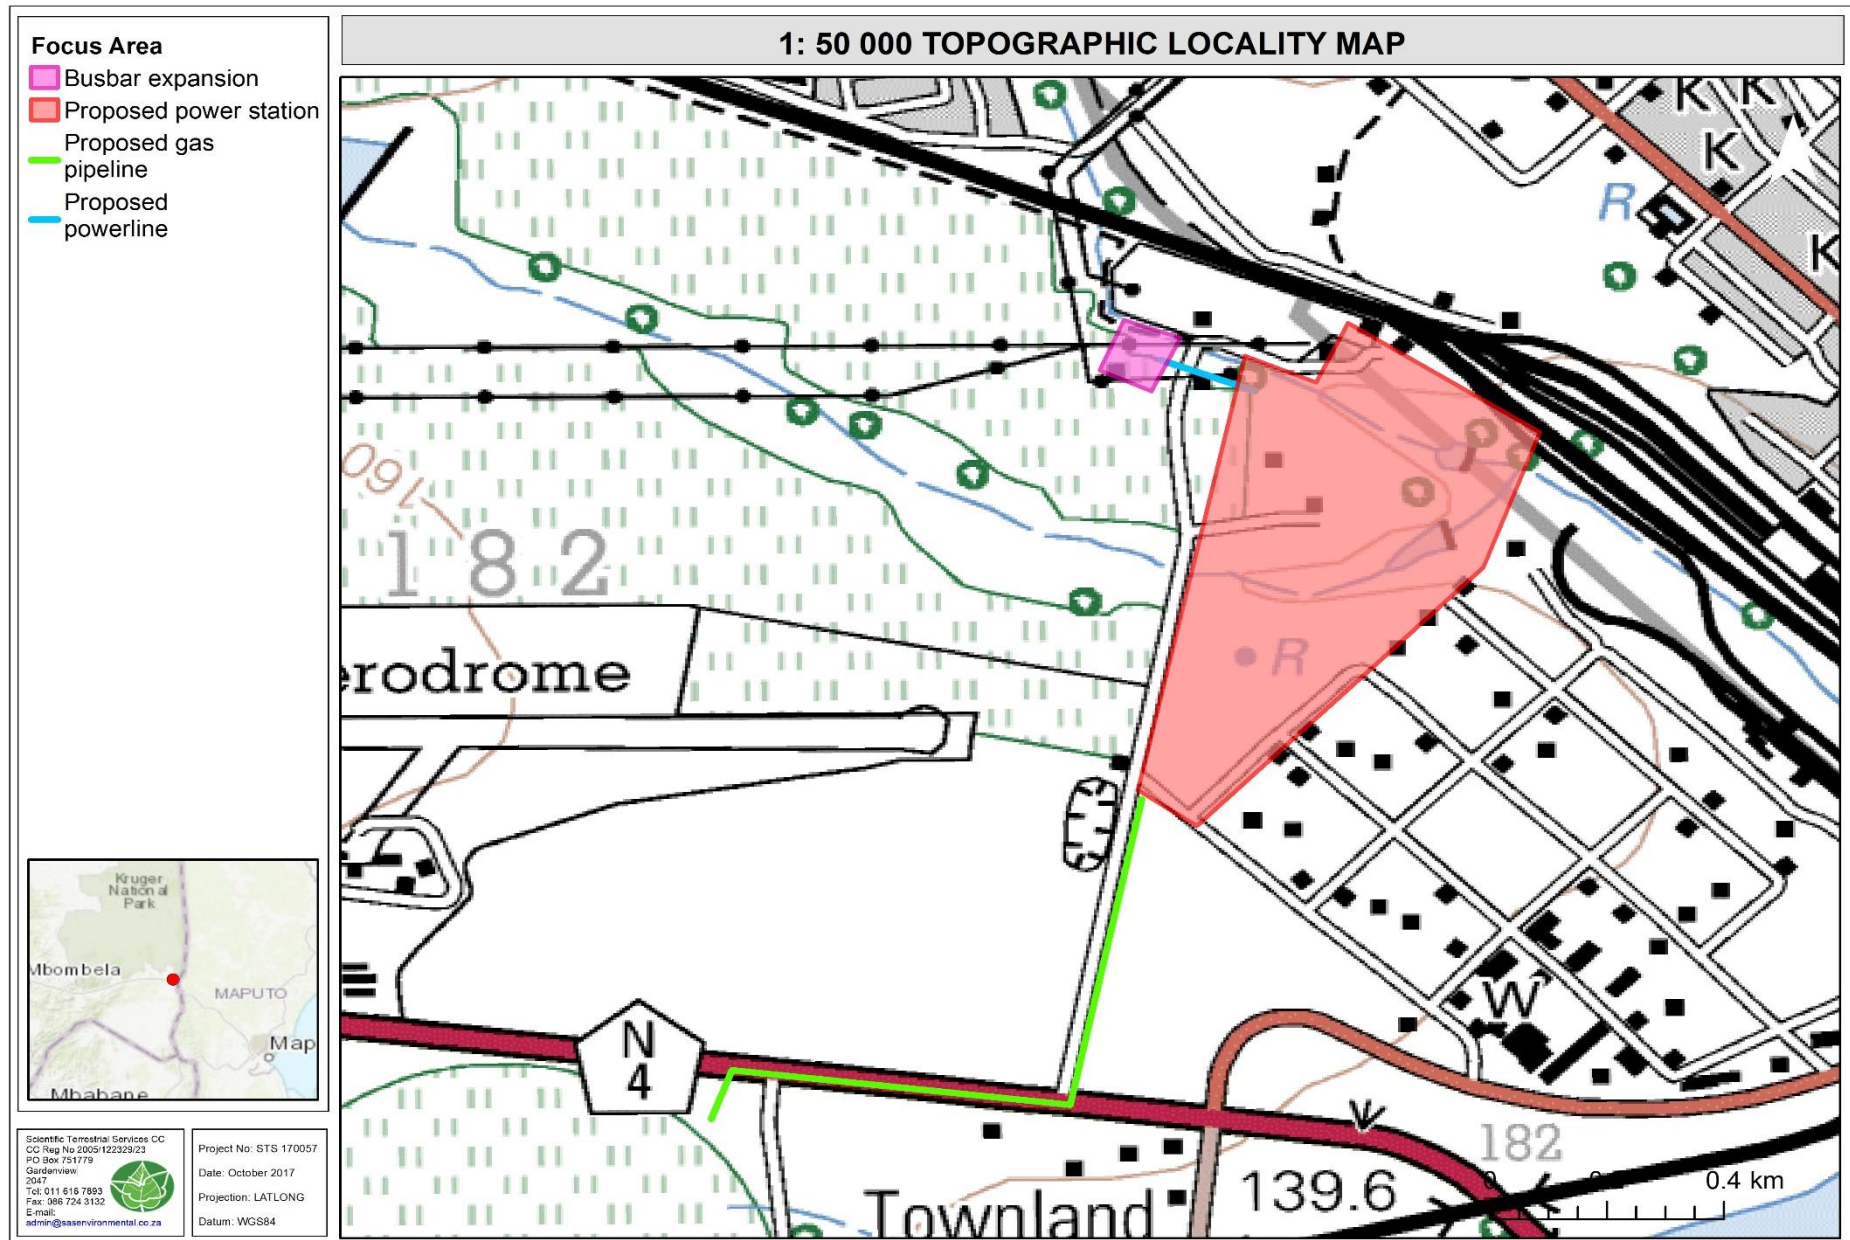 Focus Area
Busbar expansion
Proposed power station
Proposed gas
pipeline
Proposed
powerline
1: 50 000 TOPOGRAPHIC LOCALITY MAP
K K
K
R
K
160
1 8 2
erodrome
R
W
N
4
182
139.6
Townland
0.4 km
Kruger
National
Park
Mbombela
MAPUTO
Map
Mbabane
Scientific Terrestrial Services CC
CC Reg No 2005/122329/23
PO Box 751779
Gardenview
2047
Tel: 011 616 7893
Fax: 086 724 3132
E-mail:
admin@sasenvironmental.co.za
Project No: STS 170057
Date: October 2017
Projection: LATLONG
Datum: WGS84